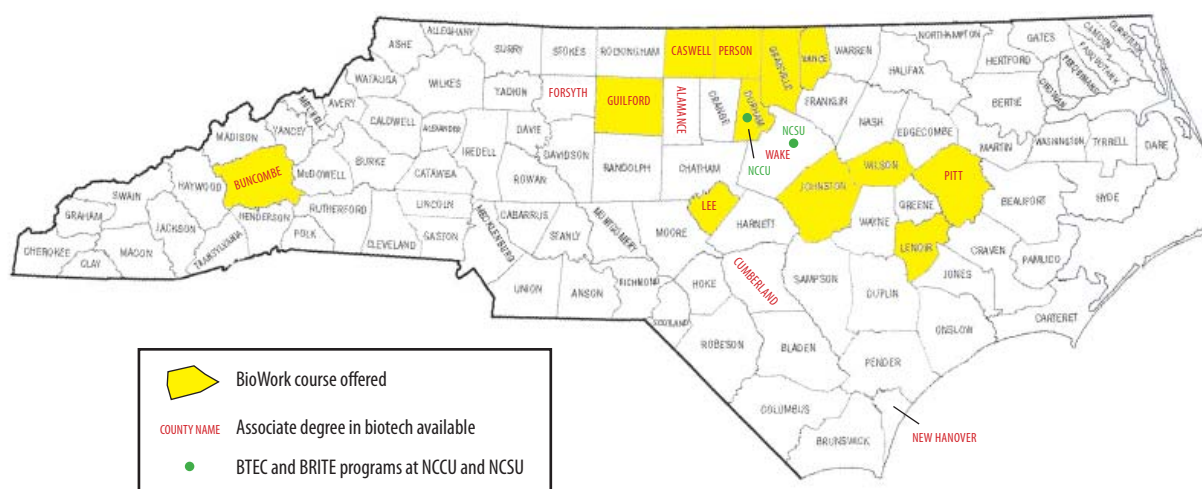 ALLEGHANY
ASHE
SURRY
STOKES
ROCKINGHAM
CASWELL
PERSON
GRANVILLE
VANCE
WARREN
NORTHAMPTON
GATES
CAMDEN
CURRITUCK
PASQUOTANK
PERQUIMANS
CHOWAN
HERTFORD
HALIFAX
BERTIE
WATAUGA
WILKES
YADKIN
FORSYTH
GUILFORD
ALAMANCE
ORANGE
DURHAM
FRANKLIN
NCSU
NASH
EDGECOMBE
MARTIN
WASHINGTON
TYRRELL
DARE
MITCHELL
AVERY
CALDWELL
ALEXANDER
DAVIE
MADISON
YANCEY
IREDELL
DAVIDSON
WAKE
NCCU
BURKE
CATAWBA
ROWAN
RANDOLPH
CHATHAM
BUNCOMBE
McDOWELL
HAYWOOD
SWAIN
JOHNSTON
WILSON
PITT
GREENE
BEAUFORT
HYDE
LEE
HARNETT
WAYNE
LENOIR
CRAVEN
PAMLICO
JONES
GRAHAM
JACKSON
HENDERSON
RUTHERFORD
LINCOLN
CABARRUS
STANLY
MONTGOMERY
MOORE
CHEROKEE
CLAY
MACON
TRANSYLVANIA
POLK
CLEVELAND
GASTON
MECKLENBURG
UNION
ANSON
RICHMOND
SCOTLAND
HOKE
CUMBERLAND
SAMPSON
DUPLIN
ONSLOW
CARTERET
ROBESON
BLADEN
PENDER
COLUMBUS
BRUNSWICK
NEW HANOVER
BioWork course offered
COUNTY NAME Associate degree in biotech available
BTEC and BRITE programs at NCCU and NCSU